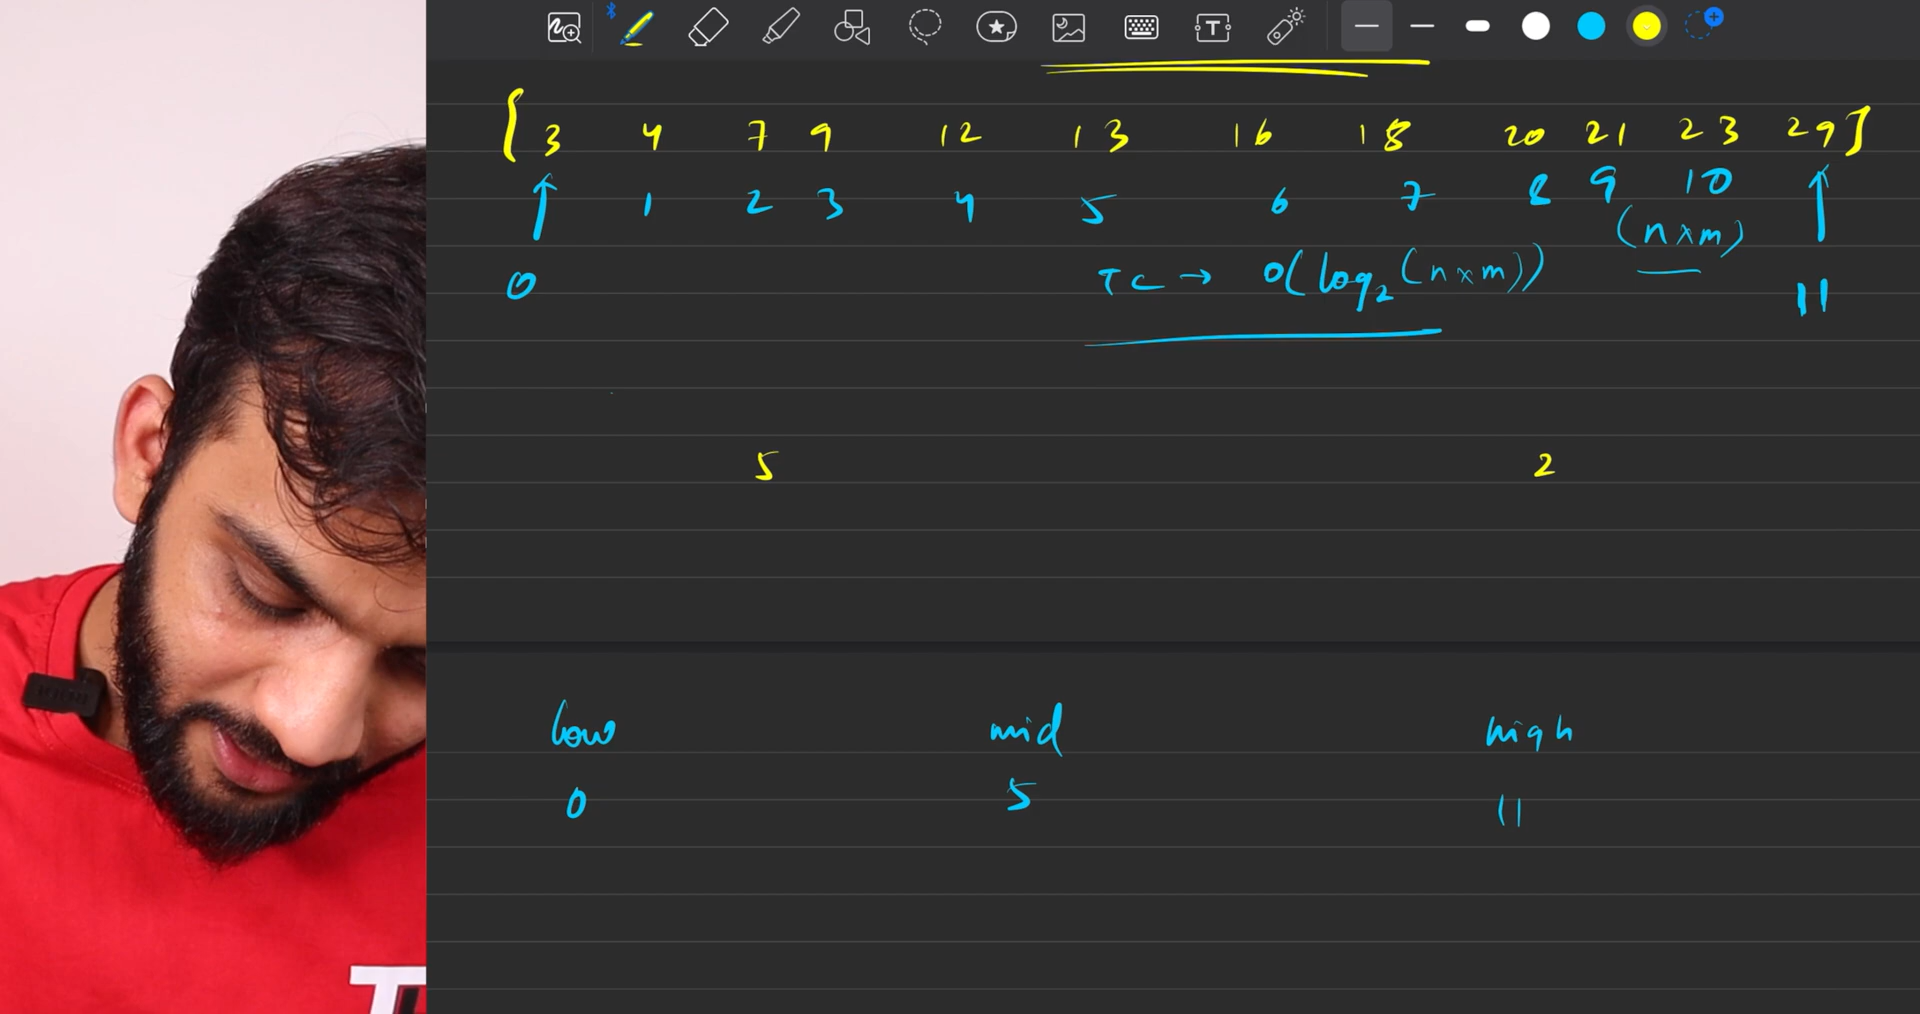 [ 3 4 7 9 12 13 16 18 20 21 23 29 ]
0 1 2 3 4 5 6 7 8 9 10 11
(n x m)
TC → O(log₂(n x m))
5 2
low mid high
0 5 11
T